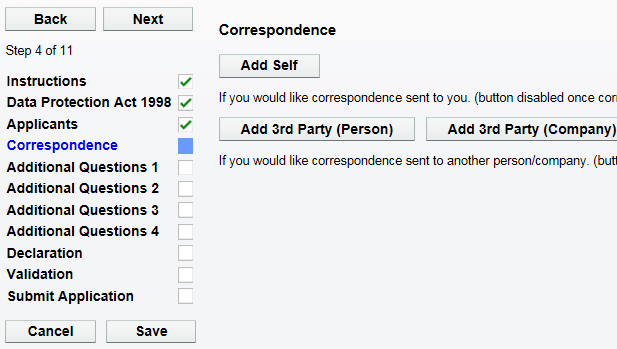 Back Next
Step 4 of 11
Instructions
Data Protection Act 1998
Applicants
Correspondence
Additional Questions 1
Additional Questions 2
Additional Questions 3
Additional Questions 4
Declaration
Validation
Submit Application
Cancel Save
Correspondence
Add Self
If you would like correspondence sent to you. (button disabled once
Add 3rd Party (Person) Add 3rd Party (Company)
If you would like correspondence sent to another person/company.